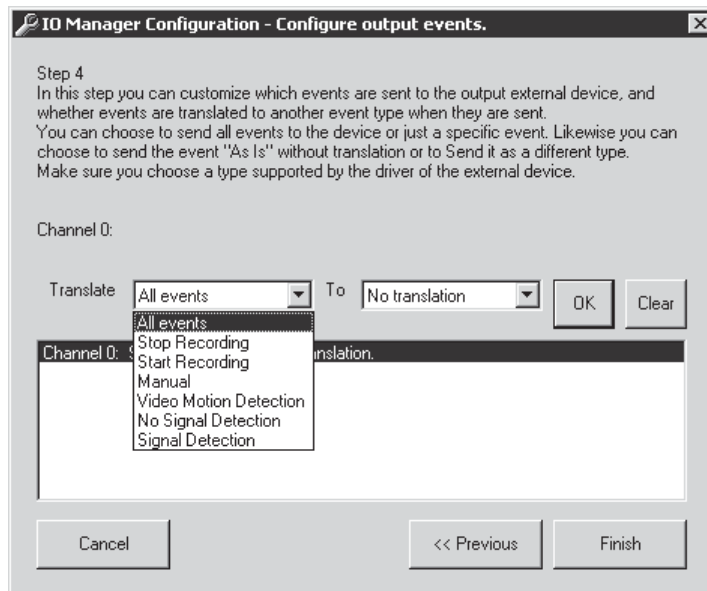 IO Manager Configuration - Configure output events.
Step 4
In this step you can customize which events are sent to the output external device, and
whether events are translated to another event type when they are sent.
You can choose to send all events to the device or just a specific event. Likewise you can
choose to send the event "As Is" without translation or to Send it as a different type.
Make sure you choose a type supported by the driver of the external device.
Channel 0:
Translate All events To No translation OK Clear
All events
Stop Recording
Start Recording
Manual
Video Motion Detection
No Signal Detection
Signal Detection
Channel 0:
Cancel << Previous Finish